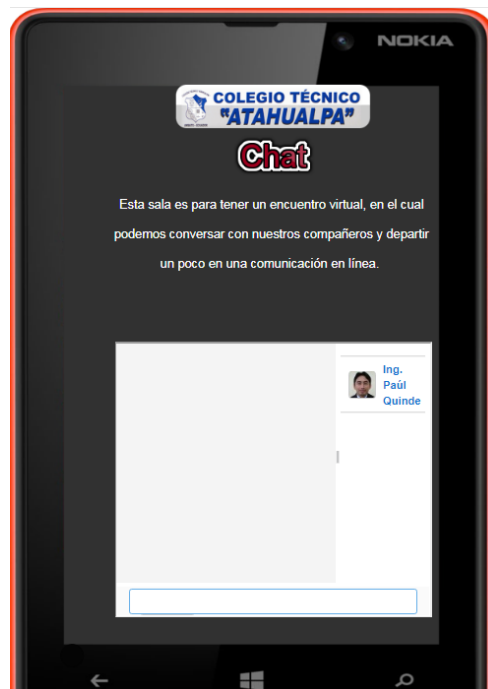 NOKIA
COLEGIO TÉCNICO
"ATAHUALPA"
Chat
Esta sala es para tener un encuentro virtual, en el cual
podemos conversar con nuestros compañeros y departir
un poco en una comunicación en línea.
Ing.
Paúl
Quinde